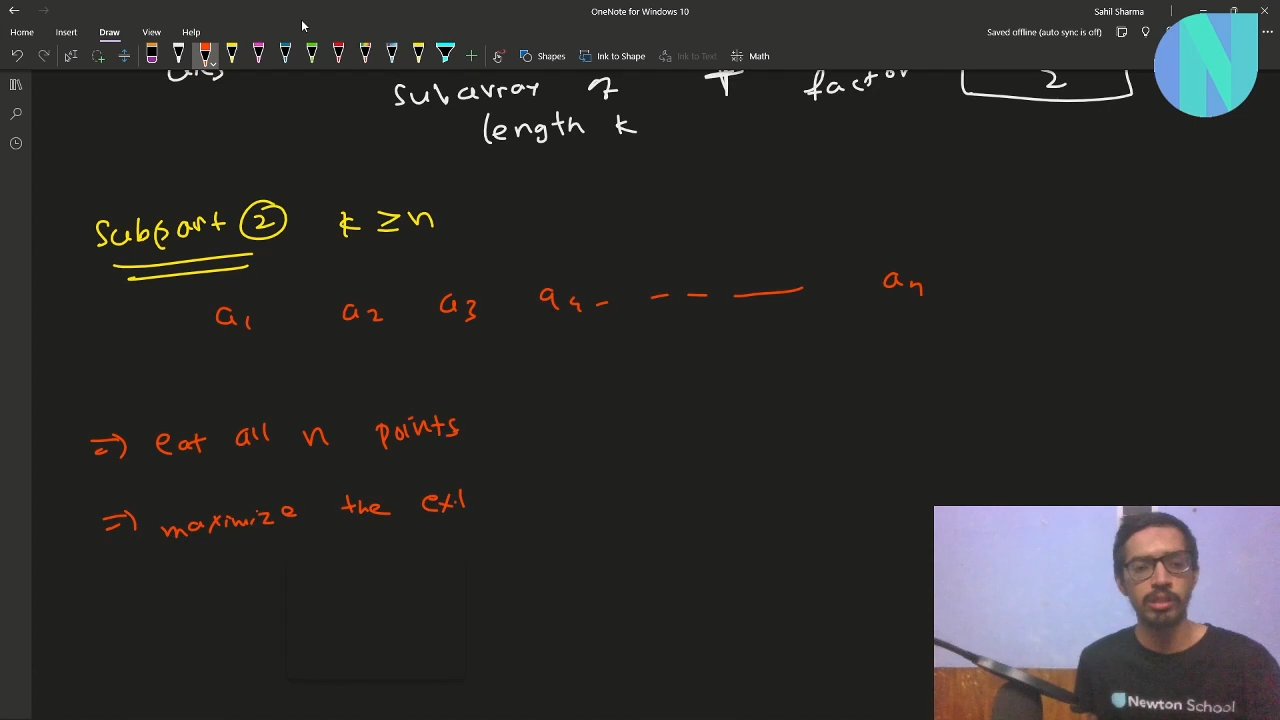 OneNote for Windows 10
Sahil Sharma
Home Insert Draw View Help
Saved offline (auto sync is off)
Shapes Ink to Shape Ink to Text Math
subarray of factor 2
length k
Subpart 2 k ≥ n
a1 a2 a3 a4 - - - — an
⇒ eat all n points
⇒ maximize the ext
Newton School